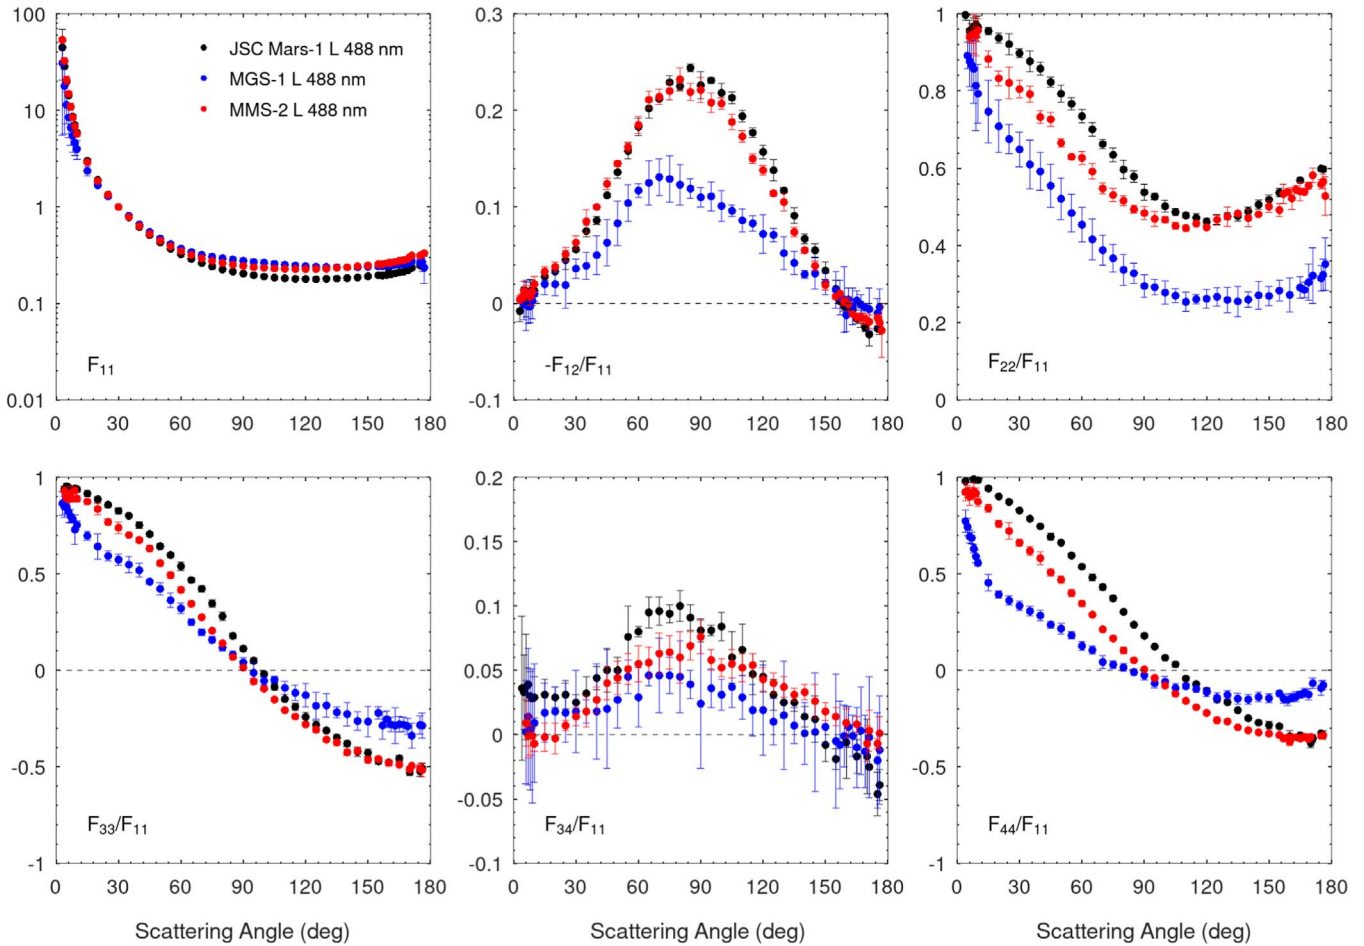 100
10
1
0.1
0.01
JSC Mars-1 L 488 nm
MGS-1 L 488 nm
MMS-2 L 488 nm
F11
0 30 60 90 120 150 180
0.3
0.2
0.1
0
-0.1
-F12/F11
0 30 60 90 120 150 180
1
0.8
0.6
0.4
0.2
0
F22/F11
0 30 60 90 120 150 180
1
0.5
0
-0.5
-1
F33/F11
0 30 60 90 120 150 180
Scattering Angle (deg)
0.2
0.15
0.1
0.05
0
-0.05
-0.1
F34/F11
0 30 60 90 120 150 180
Scattering Angle (deg)
1
0.5
0
-0.5
-1
F44/F11
0 30 60 90 120 150 180
Scattering Angle (deg)